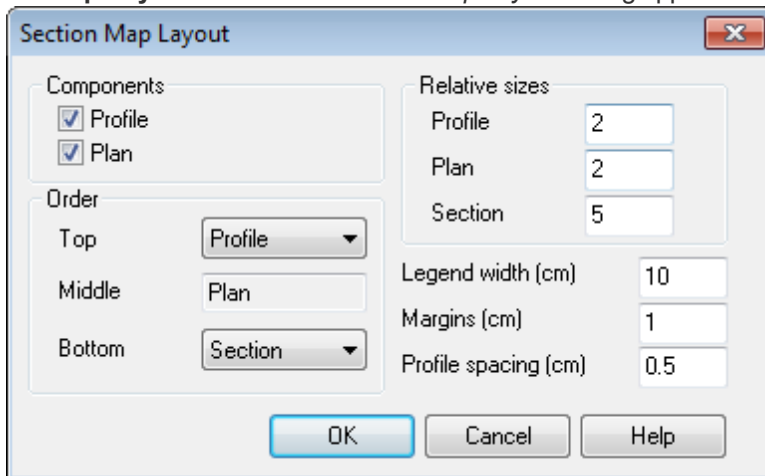 Section Map Layout
Components
Profile
Plan
Order
Top Profile
Middle Plan
Bottom Section
Relative sizes
Profile 2
Plan 2
Section 5
Legend width (cm) 10
Margins (cm) 1
Profile spacing (cm) 0.5
OK Cancel Help